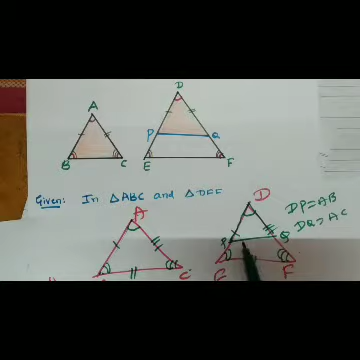 D
A
P Q
B C E F
Given: In △ABC and △DEF
D
A
DP=AB
DQ=AC
P Q
C E F